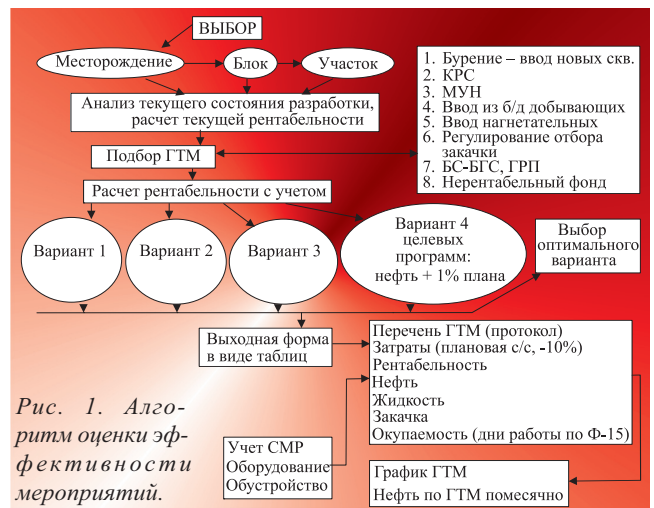 ВЫБОР
Месторождение
Блок
Участок
Анализ текущего состояния разработки,
расчет текущей рентабельности
Подбор ГТМ
1. Бурение – ввод новых скв.
2. КРС
3. МУН
4. Ввод из б/д добывающих
5. Ввод нагнетательных
6. Регулирование отбора
закачки
7. БС-БГС, ГРП
8. Нерентабельный фонд
Расчет рентабельности с учетом
Вариант 1
Вариант 2
Вариант 3
Вариант 4
целевых
программ:
нефть + 1% плана
Выбор
оптимального
варианта
Выходная форма
в виде таблиц
Перечень ГТМ (протокол)
Затраты (плановая с/с, -10%)
Рентабельность
Нефть
Жидкость
Закачка
Окупаемость (дни работы по Ф-15)
Учет СМР
Оборудование
Обустройство
График ГТМ
Нефть по ГТМ помесячно
Рис. 1. Алго-
ритм оценки эф-
фективности
мероприятий.